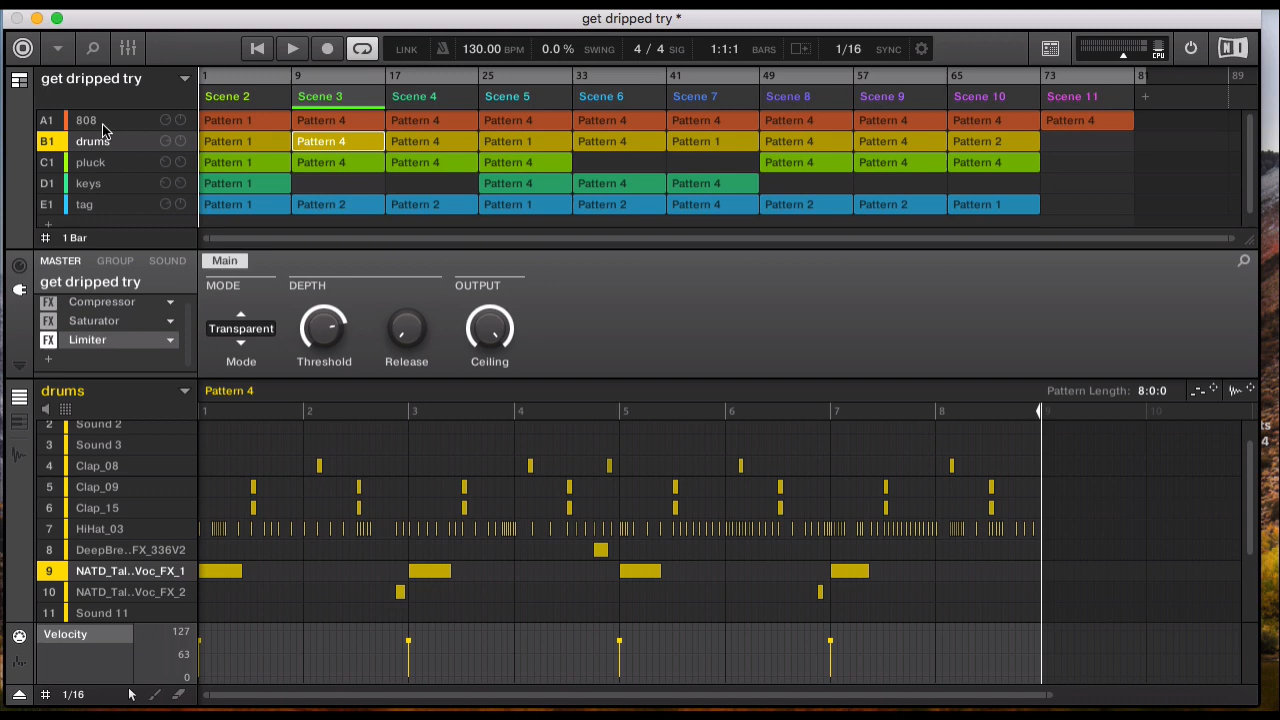 get dripped try *
LINK 130.00 BPM 0.0 % SWING 4 / 4 SIG 1:1:1 BARS 1/16 SYNC CPU
get dripped try 1 9 17 25 33 41 49 57 65 73 81 89
Scene 2 Scene 3 Scene 4 Scene 5 Scene 6 Scene 7 Scene 8 Scene 9 Scene 10 Scene 11 +
A1 808 Pattern 1 Pattern 4 Pattern 4 Pattern 4 Pattern 4 Pattern 4 Pattern 4 Pattern 4 Pattern 4 Pattern 4
B1 drums Pattern 1 Pattern 4 Pattern 4 Pattern 1 Pattern 4 Pattern 1 Pattern 4 Pattern 4 Pattern 2
C1 pluck Pattern 1 Pattern 4 Pattern 4 Pattern 4 Pattern 4 Pattern 4 Pattern 4
D1 keys Pattern 1 Pattern 4 Pattern 4 Pattern 4
E1 tag Pattern 1 Pattern 2 Pattern 2 Pattern 1 Pattern 2 Pattern 4 Pattern 2 Pattern 2 Pattern 1
+
1 Bar
MASTER GROUP SOUND Main
get dripped try MODE DEPTH OUTPUT
FX Compressor
FX Saturator Transparent
FX Limiter
+ Mode Threshold Release Ceiling
drums Pattern 4 Pattern Length: 8:0:0
1 2 3 4 5 6 7 8 9 10
2 Sound 2
3 Sound 3
4 Clap_08
5 Clap_09
6 Clap_15
7 HiHat_03
8 DeepBre..FX_336V2
9 NATD_Tal..Voc_FX_1
10 NATD_Tal..Voc_FX_2
11 Sound 11
Velocity 127
63
0
1/16